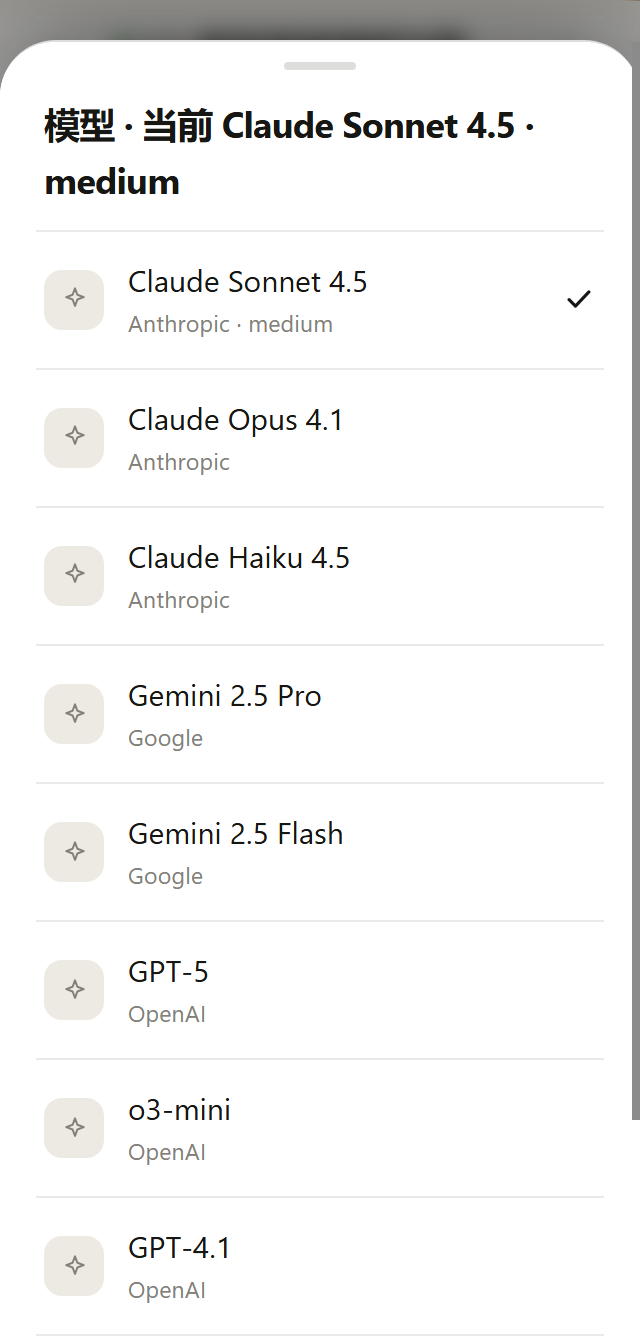 模型 · 当前 Claude Sonnet 4.5 ·
medium
Claude Sonnet 4.5
Anthropic · medium
Claude Opus 4.1
Anthropic
Claude Haiku 4.5
Anthropic
Gemini 2.5 Pro
Google
Gemini 2.5 Flash
Google
GPT-5
OpenAI
o3-mini
OpenAI
GPT-4.1
OpenAI